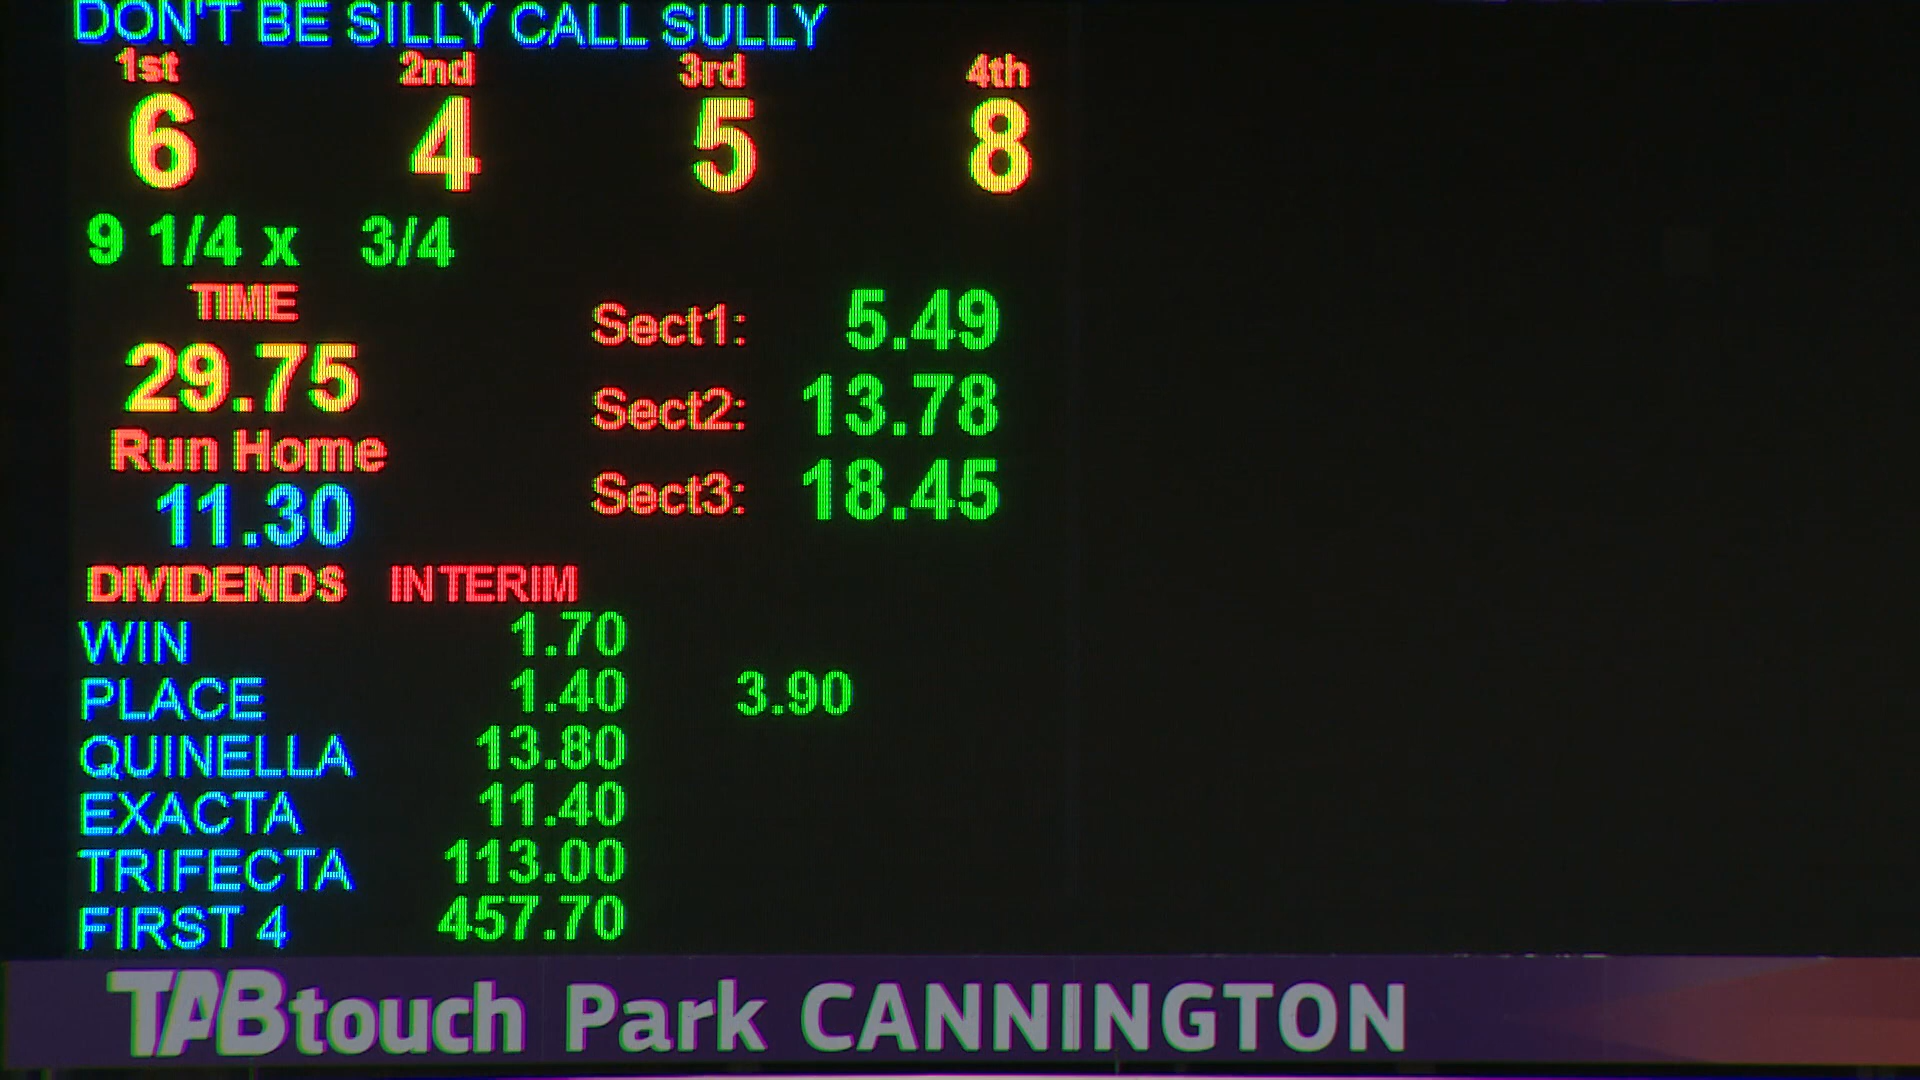 DON'T BE SILLY CALL SULLY
1st 2nd 3rd 4th
6 4 5 8
9 1/4 x 3/4
TIME
29.75
Sect1: 5.49
Sect2: 13.78
Run Home
11.30
Sect3: 18.45
DIVIDENDS INTERIM
WIN 1.70
PLACE 1.40 3.90
QUINELLA 13.80
EXACTA 11.40
TRIFECTA 113.00
FIRST 4 457.70
TABtouch Park CANNINGTON